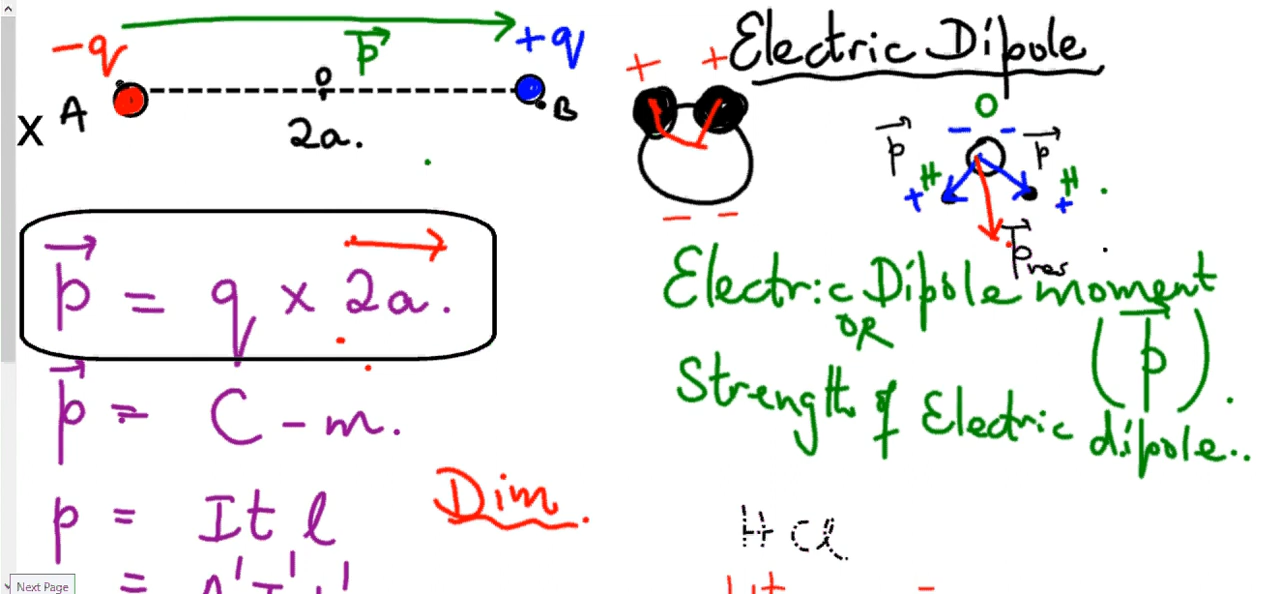 Electric Dipole
p
-q
+q
O
A
B
2a.
X
+ +
- -
O
- -
p
p
H
H
+
+
p res
p = q x 2a.
Electric Dipole moment
OR
(p).
Strength of Electric dipole..
p = C - m.
Dim.
p = It l
H Cl
=
Next Page